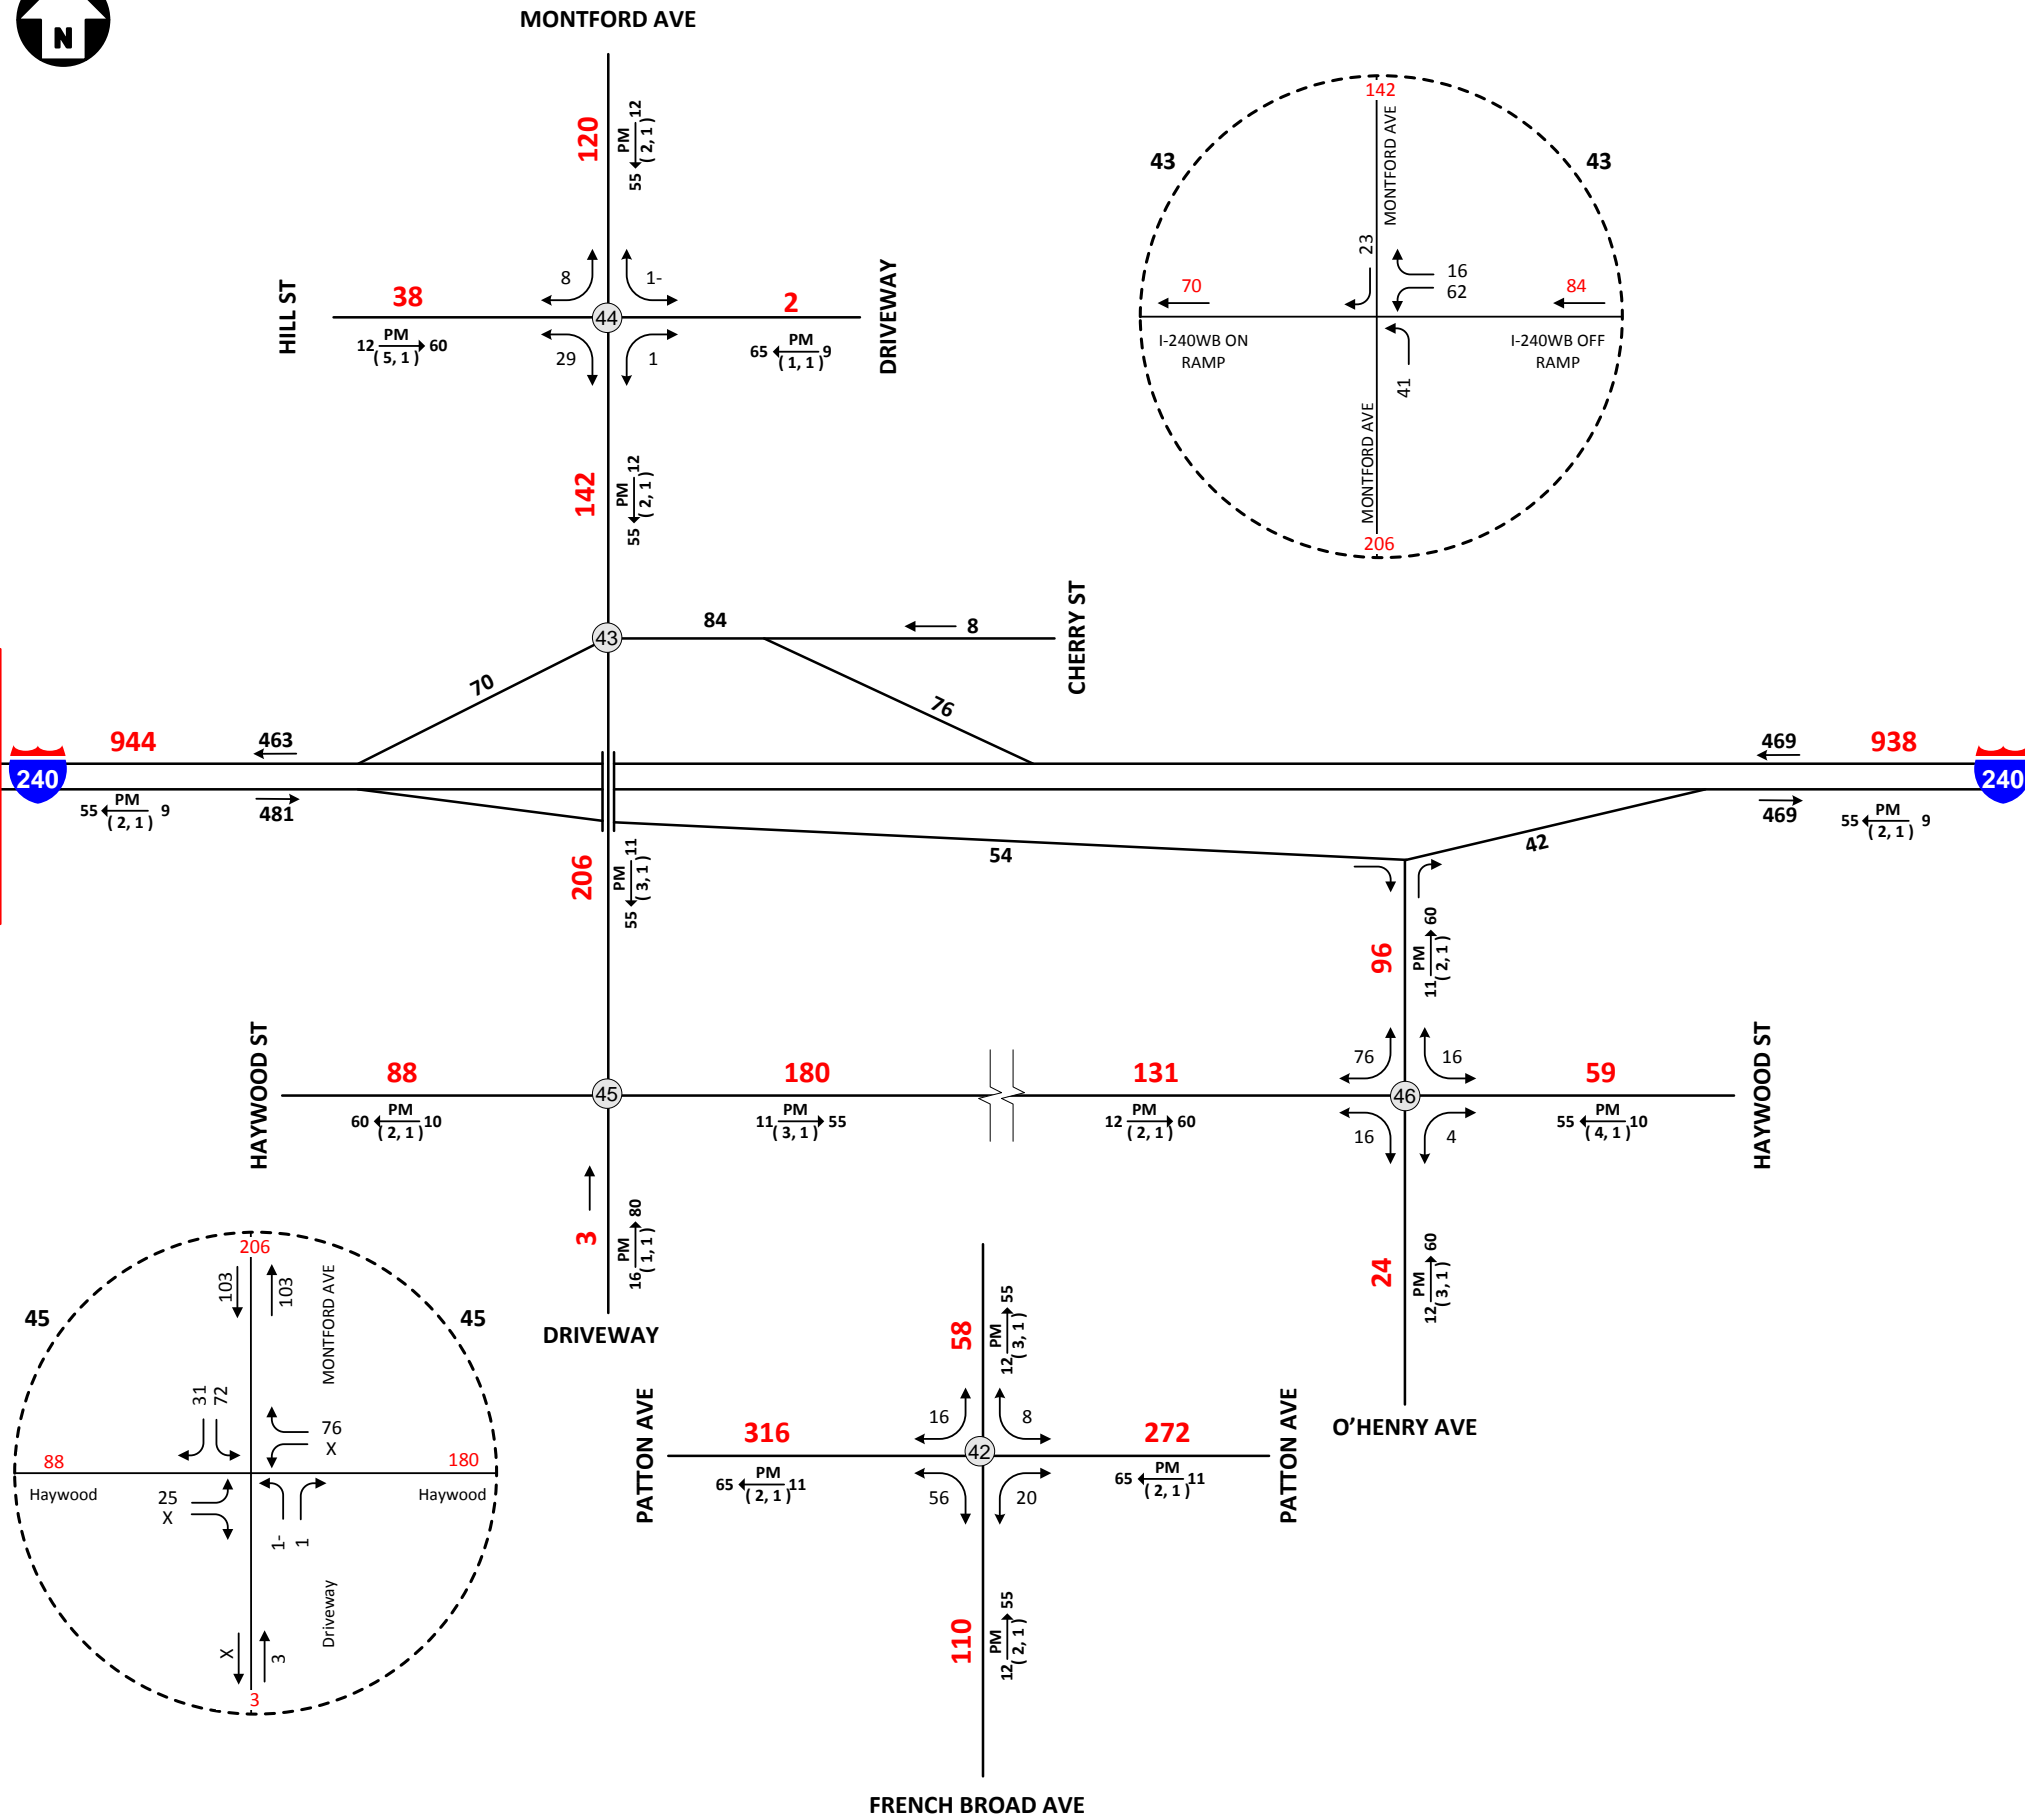 N
MONTFORD AVE
120
PM
12
(2, 1)
55
142
MONTFORD AVE
43
43
23
16
62
70
84
I-240WB ON
RAMP
I-240WB OFF
RAMP
41
MONTFORD AVE
206
HILL ST
38
8
1-
2
DRIVEWAY
44
12 PM 60
(5, 1)
29
1
65 PM 9
(1, 1)
142
PM
12
(2, 1)
55
CHERRY ST
43
84
8
70
76
944
463
469
938
240
240
55 PM 9
(2, 1)
481
469
55 PM 9
(2, 1)
54
42
206
PM
11
(3, 1)
55
96
PM
60
(2, 1)
11
HAYWOOD ST
88
180
131
76
16
59
HAYWOOD ST
45
46
60 PM 10
(2, 1)
11 PM 55
(3, 1)
12 PM 60
(2, 1)
16
4
55 PM 10
(4, 1)
3
PM
80
(1, 1)
16
DRIVEWAY
24
PM
60
(3, 1)
12
O'HENRY AVE
206
103
103
MONTFORD AVE
45
45
31
72
76
X
88
180
Haywood
Haywood
25
X
1-
1
Driveway
X
3
3
58
PM
55
(3, 1)
12
PATTON AVE
316
16
8
272
PATTON AVE
42
65 PM 11
(2, 1)
56
20
65 PM 11
(2, 1)
110
PM
55
(2, 1)
12
FRENCH BROAD AVE